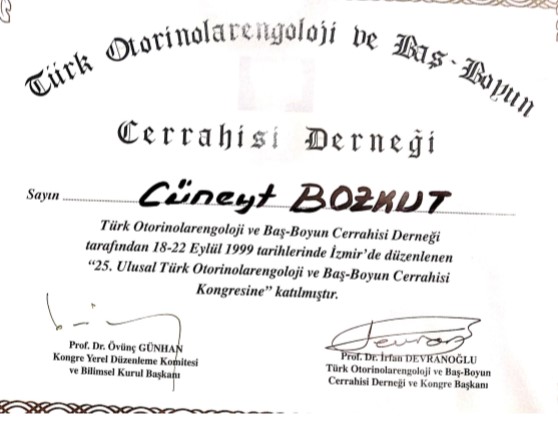 Türk Otorinolarengoloji ve Baş-Boyun
Cerrahisi Derneği
Sayın Cüneyt BOZKUT
Türk Otorinolarengoloji ve Baş-Boyun Cerrahisi Derneği
tarafından 18-22 Eylül 1999 tarihlerinde İzmir'de düzenlenen
“25. Ulusal Türk Otorinolarengoloji ve Baş-Boyun Cerrahisi
Kongresine” katılmıştır.
Prof. Dr. Övünç GÜNHAN
Kongre Yerel Düzenleme Komitesi
ve Bilimsel Kurul Başkanı
Prof. Dr. İrfan DEVRANOĞLU
Türk Otorinolarengoloji ve Baş-Boyun
Cerrahisi Derneği ve Kongre Başkanı